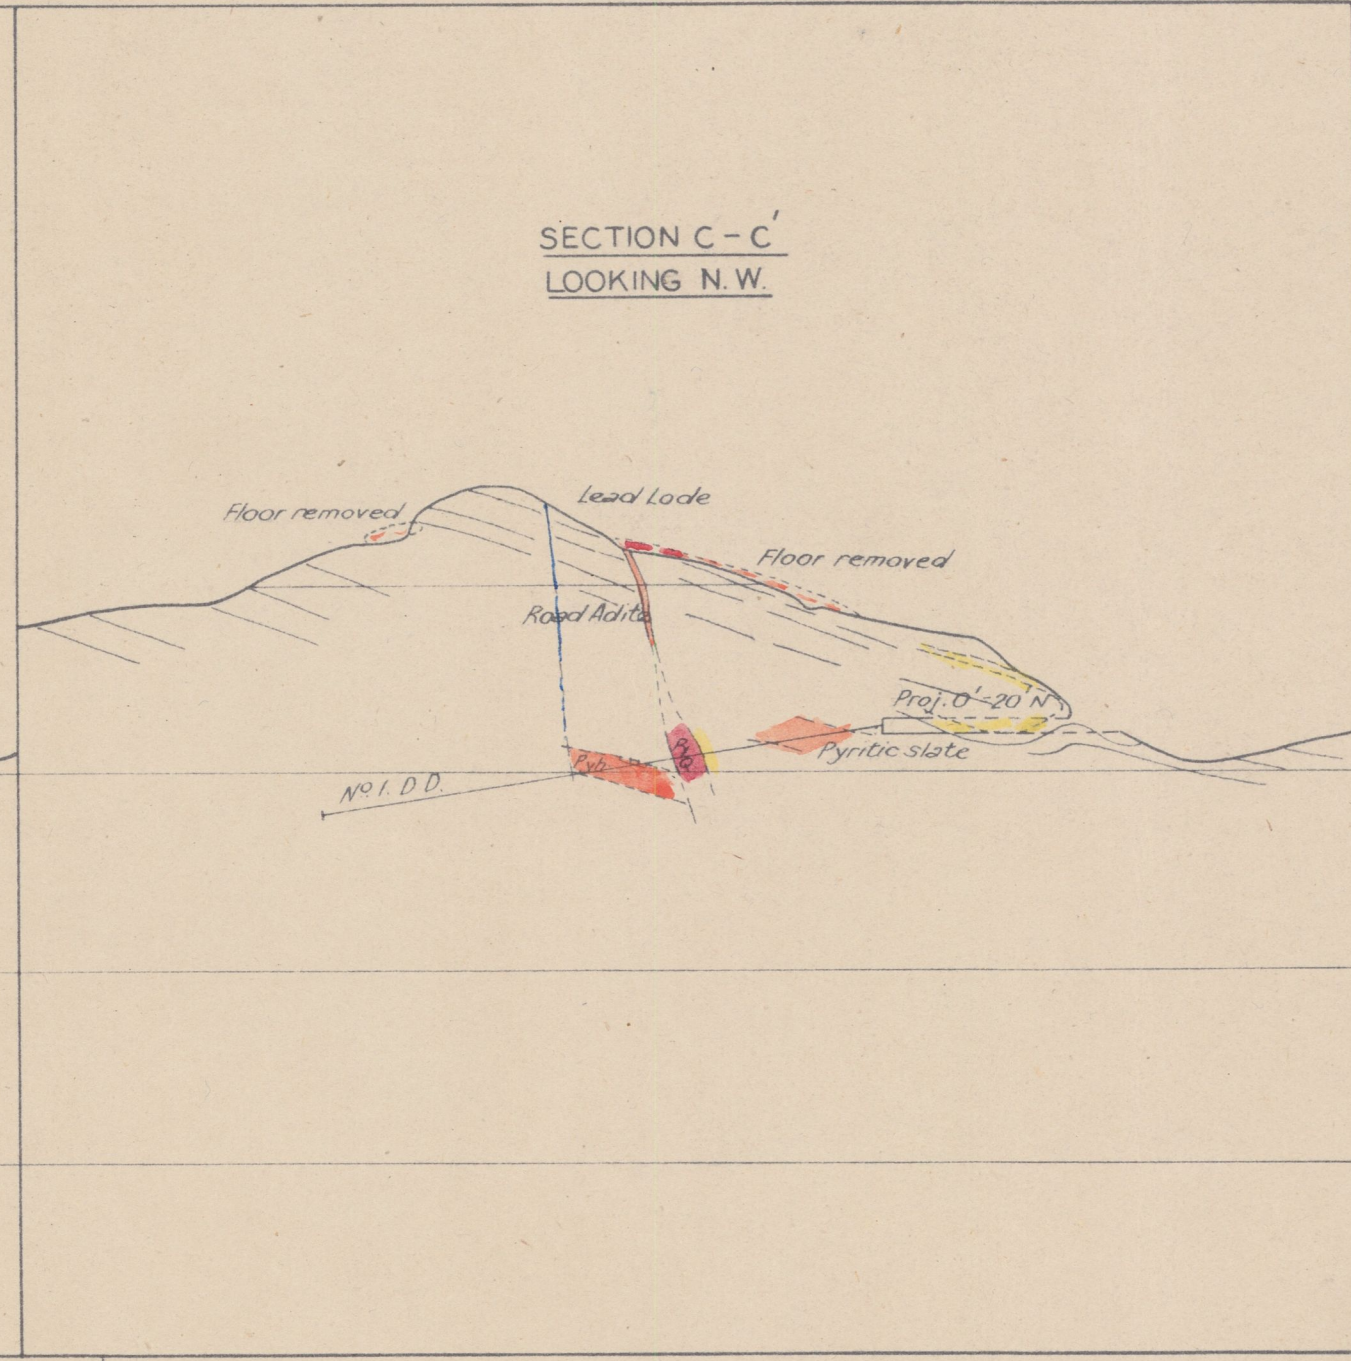 SECTION C-C'
LOOKING N.W.
Lead Lode
Floor removed
Floor removed
Road Adit
Proj. 0'-20'N
Pyritic slate
Pyh
No 1. D D.